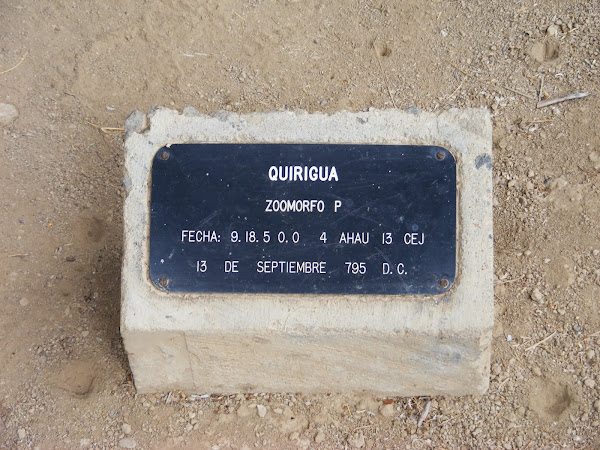 QUIRIGUA
ZOOMORFO P
FECHA: 9.18.5 0.0 4 AHAU 13 CEJ
13 DE SEPTIEMBRE 795 D.C.